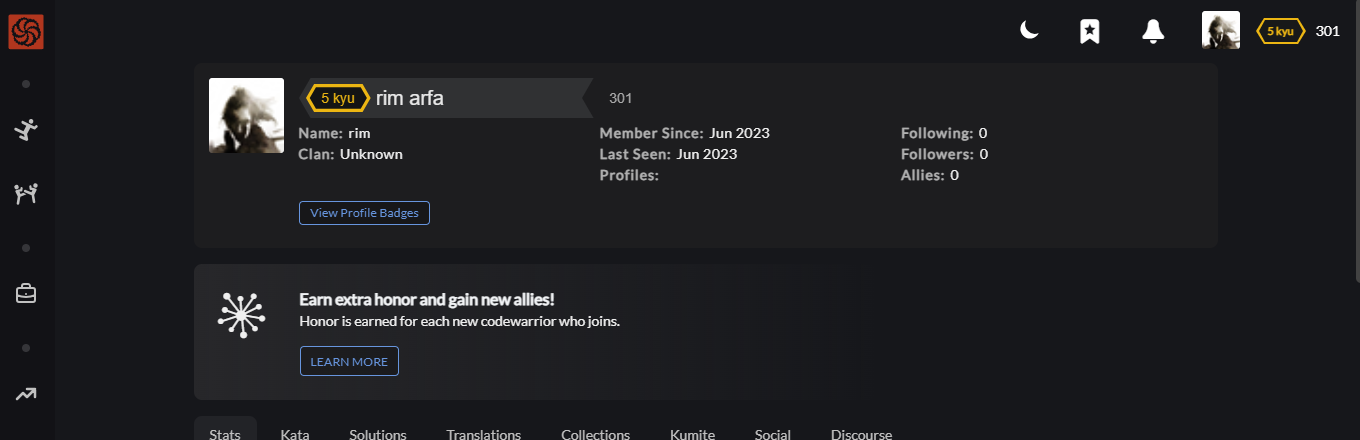 5 kyu 301
5 kyu rim arfa 301
Name: rim Member Since: Jun 2023 Following: 0
Clan: Unknown Last Seen: Jun 2023 Followers: 0
Profiles: Allies: 0
View Profile Badges
Earn extra honor and gain new allies!
Honor is earned for each new codewarrior who joins.
LEARN MORE
Stats Kata Solutions Translations Collections Kumite Social Discourse